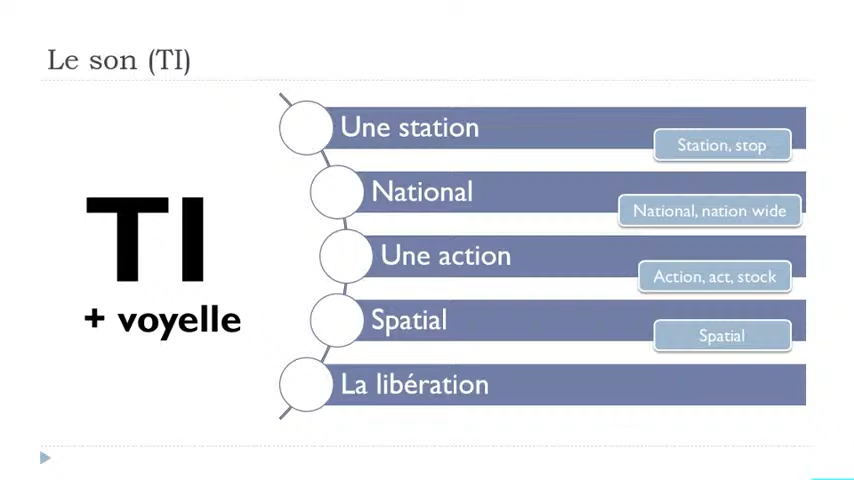 Le son (TI)
TI
+ voyelle
Une station
Station, stop
National
National, nation wide
Une action
Action, act, stock
Spatial
Spatial
La libération